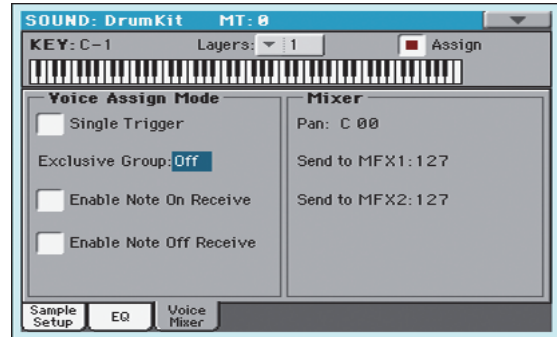 SOUND: DrumKit MT: 0
KEY: C-1 Layers: 1 Assign
Voice Assign Mode
Single Trigger
Exclusive Group: Off
Enable Note On Receive
Enable Note Off Receive
Mixer
Pan: C 00
Send to MFX1: 127
Send to MFX2: 127
Sample Setup
EQ
Voice Mixer